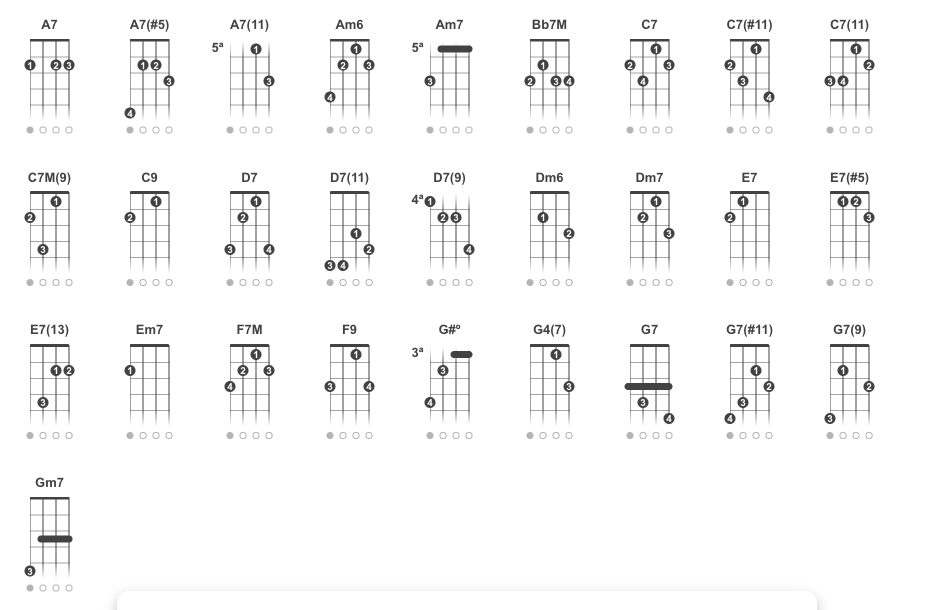 A7 A7(#5) A7(11) Am6 Am7 Bb7M C7 C7(#11) C7(11)
5ª 1 1 5ª 1 1 1
1 2 3 1 2 2 3 1 2 3 2 2
3 3 3 2 3 4 4 3 3 4
4 4
4
C7M(9) C9 D7 D7(11) D7(9) Dm6 Dm7 E7 E7(#5)
1 1 1 4ª 1 1 1 1 2
2 2 2 2 3 1 2 2 3
1 2 3
3 3 4 2 4
3 4
E7(13) Em7 F7M F9 G#º G4(7) G7 G7(#11) G7(9)
1 1 3ª 1
1 2 1 2 3 3 1 1
4 3 4 3 2 2
3 4 3 3
4 4 3
Gm7
3